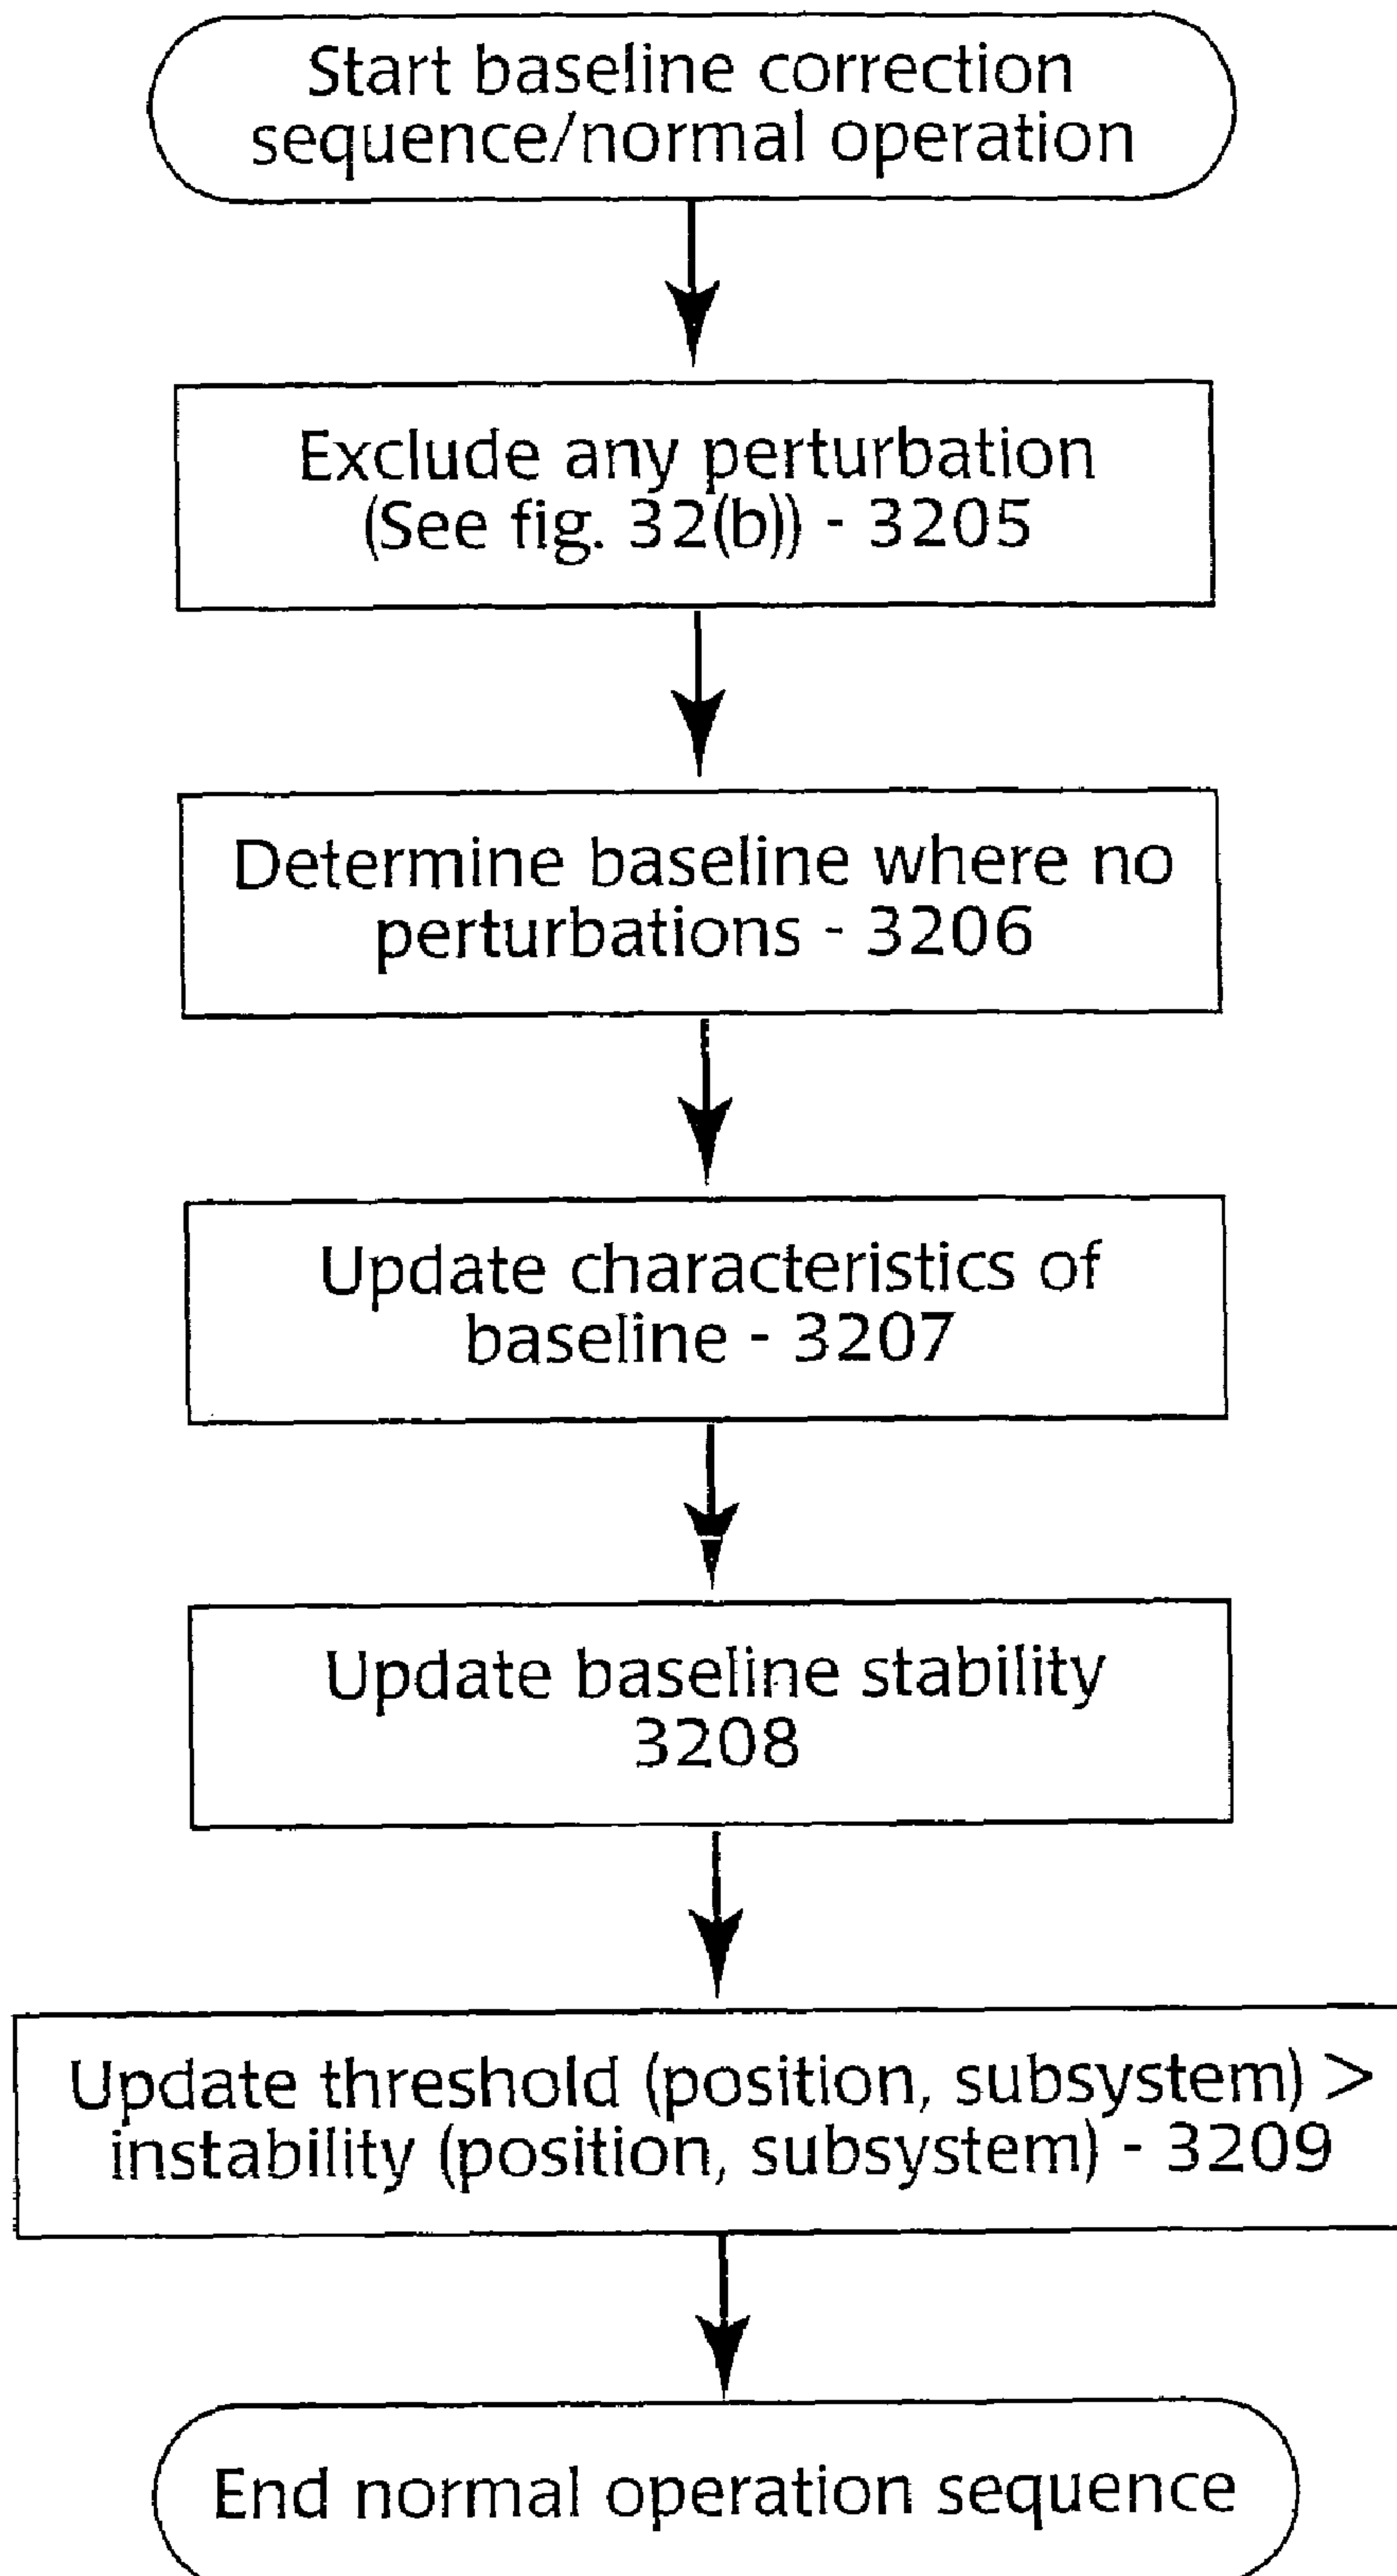 Start baseline correction
sequence/normal operation
Exclude any perturbation
(See fig. 32(b)) - 3205
Determine baseline where no
perturbations - 3206
Update characteristics of
baseline - 3207
Update baseline stability
3208
Update threshold (position, subsystem) >
instability (position, subsystem) - 3209
End normal operation sequence